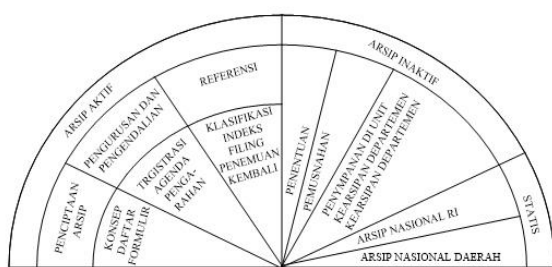 ARSIP AKTIF
PENCIPTAAN
ARSIP
KONSEP
DAFTAR
FORMULIR
PENGURUSAN DAN
PENGENDALIAN
TRGISTRASI
AGENDA
PENGA-
RAHAN
REFERENSI
KLASIFIKASI
INDEKS
FILING
PENEMUAN
KEMBALI
ARSIP INAKTIF
PENENTUAN
PEMUSNAHAN
PENYIMPANAN DI UNIT
KEARSIPAN DEPARTEMEN
KEARSIPAN DEPARTEMEN
STATIS
ARSIP NASIONAL RI
ARSIP NASIONAL DAERAH